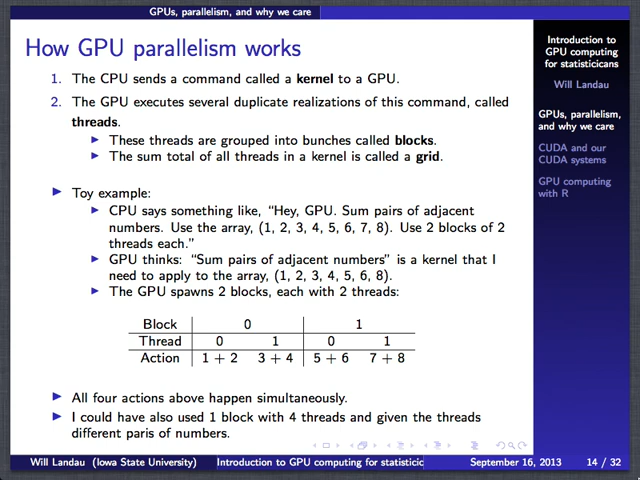 GPUs, parallelism, and why we care
How GPU parallelism works
1. The CPU sends a command called a kernel to a GPU.
2. The GPU executes several duplicate realizations of this command, called
threads.
These threads are grouped into bunches called blocks.
The sum total of all threads in a kernel is called a grid.
Toy example:
CPU says something like, “Hey, GPU. Sum pairs of adjacent
numbers. Use the array, (1, 2, 3, 4, 5, 6, 7, 8). Use 2 blocks of 2
threads each.”
GPU thinks: “Sum pairs of adjacent numbers” is a kernel that I
need to apply to the array, (1, 2, 3, 4, 5, 6, 8).
The GPU spawns 2 blocks, each with 2 threads:
Block 0 1
Thread 0 1 0 1
Action 1 + 2 3 + 4 5 + 6 7 + 8
All four actions above happen simultaneously.
I could have also used 1 block with 4 threads and given the threads
different paris of numbers.
Introduction to
GPU computing
for statisticians
Will Landau
GPUs, parallelism,
and why we care
CUDA and our
CUDA systems
GPU computing
with R
Will Landau (Iowa State University) Introduction to GPU computing for statistic September 16, 2013 14 / 32